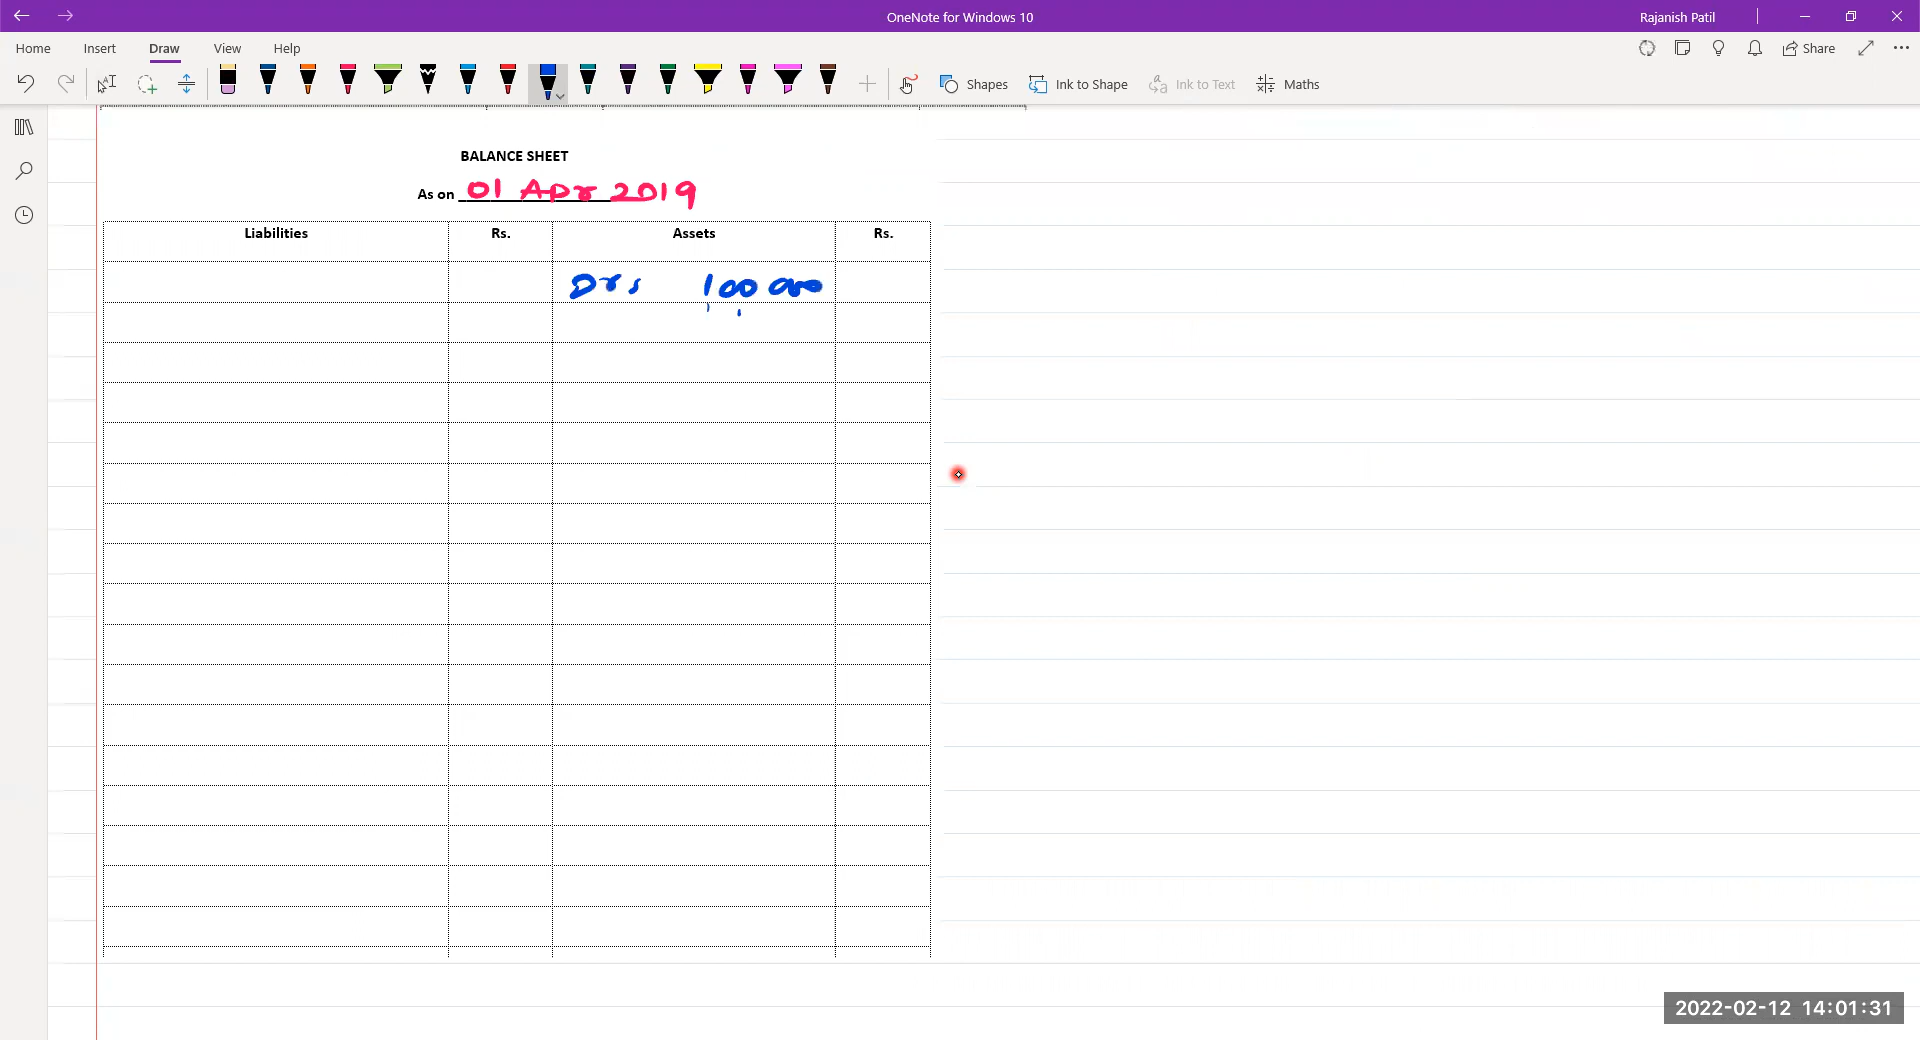 OneNote for Windows 10
Rajanish Patil
Home Insert Draw View Help
Share
Shapes Ink to Shape Ink to Text Maths
BALANCE SHEET
As on 01 Apr 2019
Liabilities Rs. Assets Rs.
Drs 100 000
2022-02-12 14:01:31